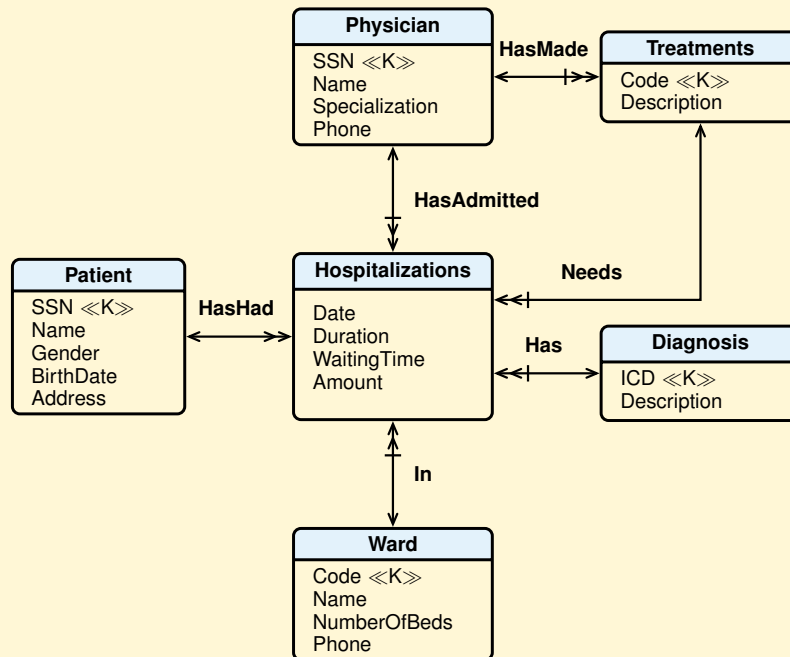 Physician
SSN ≪K≫
Name
Specialization
Phone
HasMade
Treatments
Code ≪K≫
Description
HasAdmitted
Patient
SSN ≪K≫
Name
Gender
BirthDate
Address
HasHad
Hospitalizations
Date
Duration
WaitingTime
Amount
Needs
Has
Diagnosis
ICD ≪K≫
Description
In
Ward
Code ≪K≫
Name
NumberOfBeds
Phone